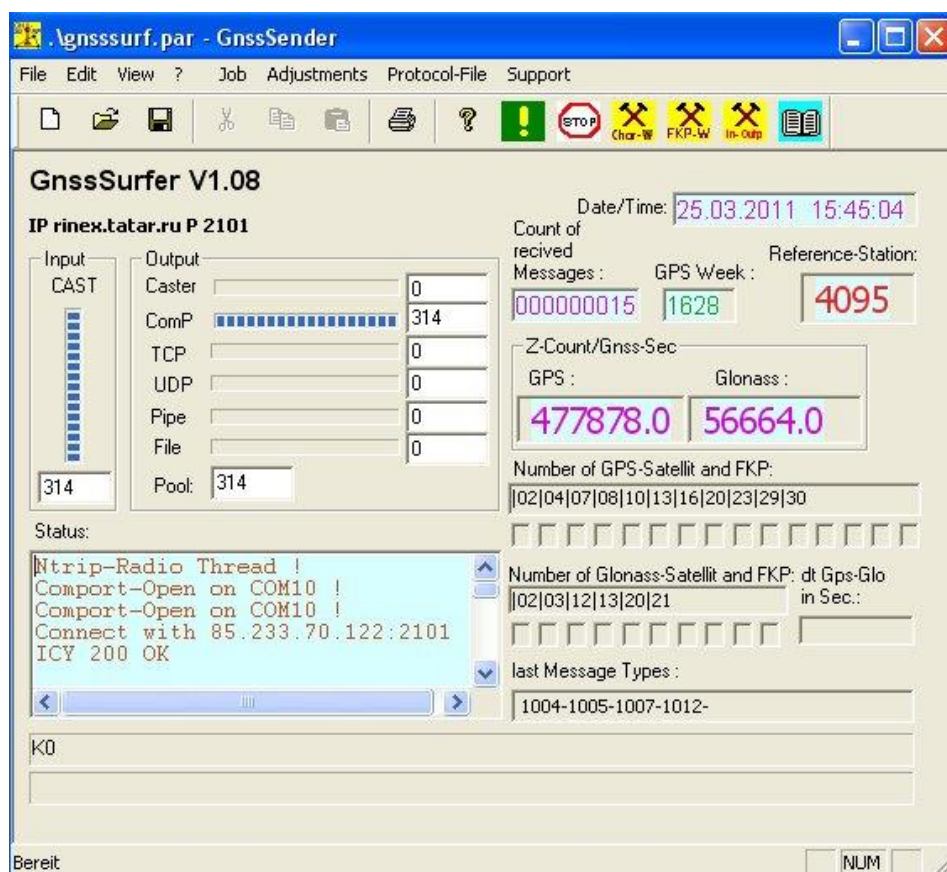 .\gnsssurf.par - GnssSender
File Edit View ? Job Adjustments Protocol-File Support
STOP Char-W FKP-W In-Outp
GnssSurfer V1.08
IP rinex.tatar.ru P 2101
Date/Time: 25.03.2011 15:45:04
Count of recived Messages : 000000015
GPS Week : 1628
Reference-Station: 4095
Input
CAST
314
Output
Caster 0
ComP 314
TCP 0
UDP 0
Pipe 0
File 0
Pool: 314
Z-Count/Gnss-Sec
GPS : 477878.0
Glonass : 56664.0
Number of GPS-Satellit and FKP:
|02|04|07|08|10|13|16|20|23|29|30
Number of Glonass-Satellit and FKP:
|02|03|12|13|20|21
dt Gps-Glo in Sec.:
last Message Types :
1004-1005-1007-1012-
Status:
Ntrip-Radio Thread !
Comport-Open on COM10 !
Comport-Open on COM10 !
Connect with 85.233.70.122:2101
ICY 200 OK
K0
Bereit
NUM